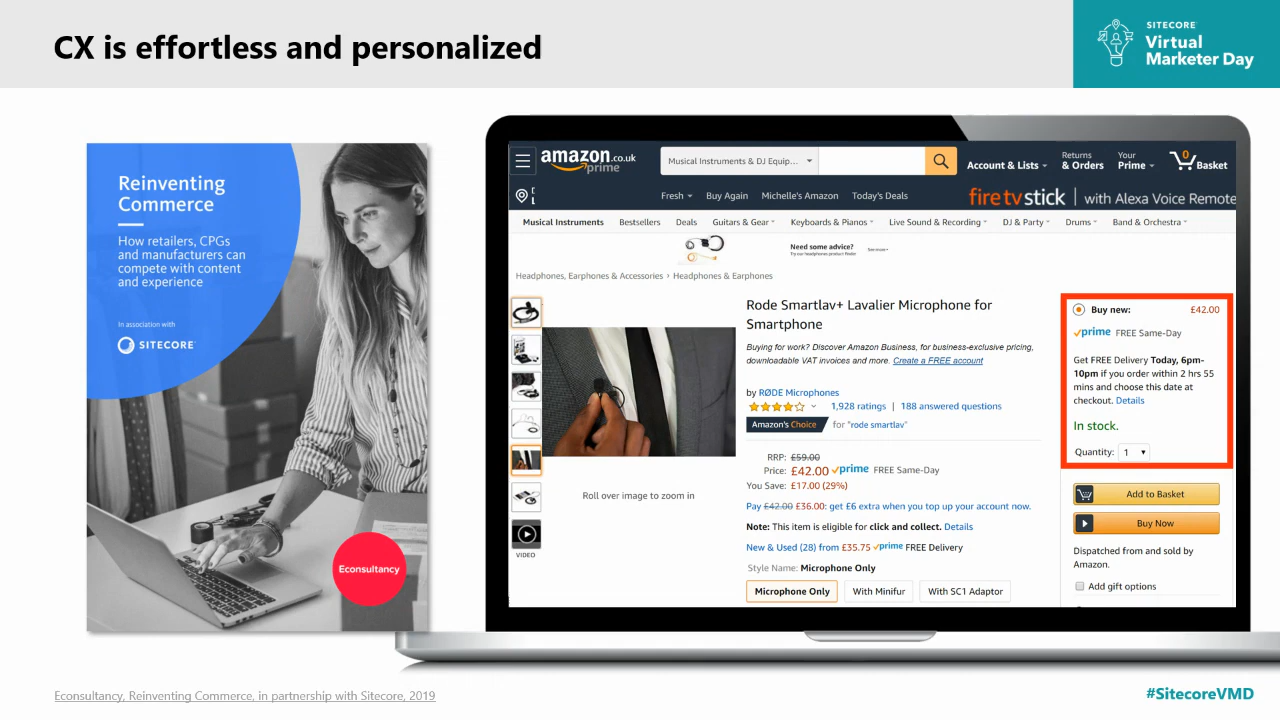 CX is effortless and personalized
SITECORE
Virtual
Marketer Day
Reinventing
Commerce
How retailers, CPGs
and manufacturers can
compete with content
and experience
In association with
SITECORE
Econsultancy
amazon.co.uk
prime
Musical Instruments & DJ Equip...
Account & Lists
Returns
& Orders
Your
Prime
0
Basket
Fresh
Buy Again
Michelle's Amazon
Today's Deals
fire tv stick | with Alexa Voice Remote
Musical Instruments
Bestsellers
Deals
Guitars & Gear
Keyboards & Pianos
Live Sound & Recording
DJ & Party
Drums
Band & Orchestra
Need some advice?
Try our headphones product finder
See more
Headphones, Earphones & Accessories › Headphones & Earphones
VIDEO
Roll over image to zoom in
Rode Smartlav+ Lavalier Microphone for
Smartphone
Buying for work? Discover Amazon Business, for business-exclusive pricing,
downloadable VAT invoices and more. Create a FREE account
by RØDE Microphones
1,928 ratings | 188 answered questions
Amazon's Choice for "rode smartlav"
RRP: £59.00
Price: £42.00 prime FREE Same-Day
You Save: £17.00 (29%)
Pay £42.00 £36.00: get £6 extra when you top up your account now.
Note: This item is eligible for click and collect. Details
New & Used (28) from £35.75 prime FREE Delivery
Style Name: Microphone Only
Microphone Only
With Minifur
With SC1 Adaptor
Buy new: £42.00
prime FREE Same-Day
Get FREE Delivery Today, 6pm-
10pm if you order within 2 hrs 55
mins and choose this date at
checkout. Details
In stock.
Quantity: 1
Add to Basket
Buy Now
Dispatched from and sold by
Amazon.
Add gift options
Econsultancy, Reinventing Commerce, in partnership with Sitecore, 2019
#SitecoreVMD